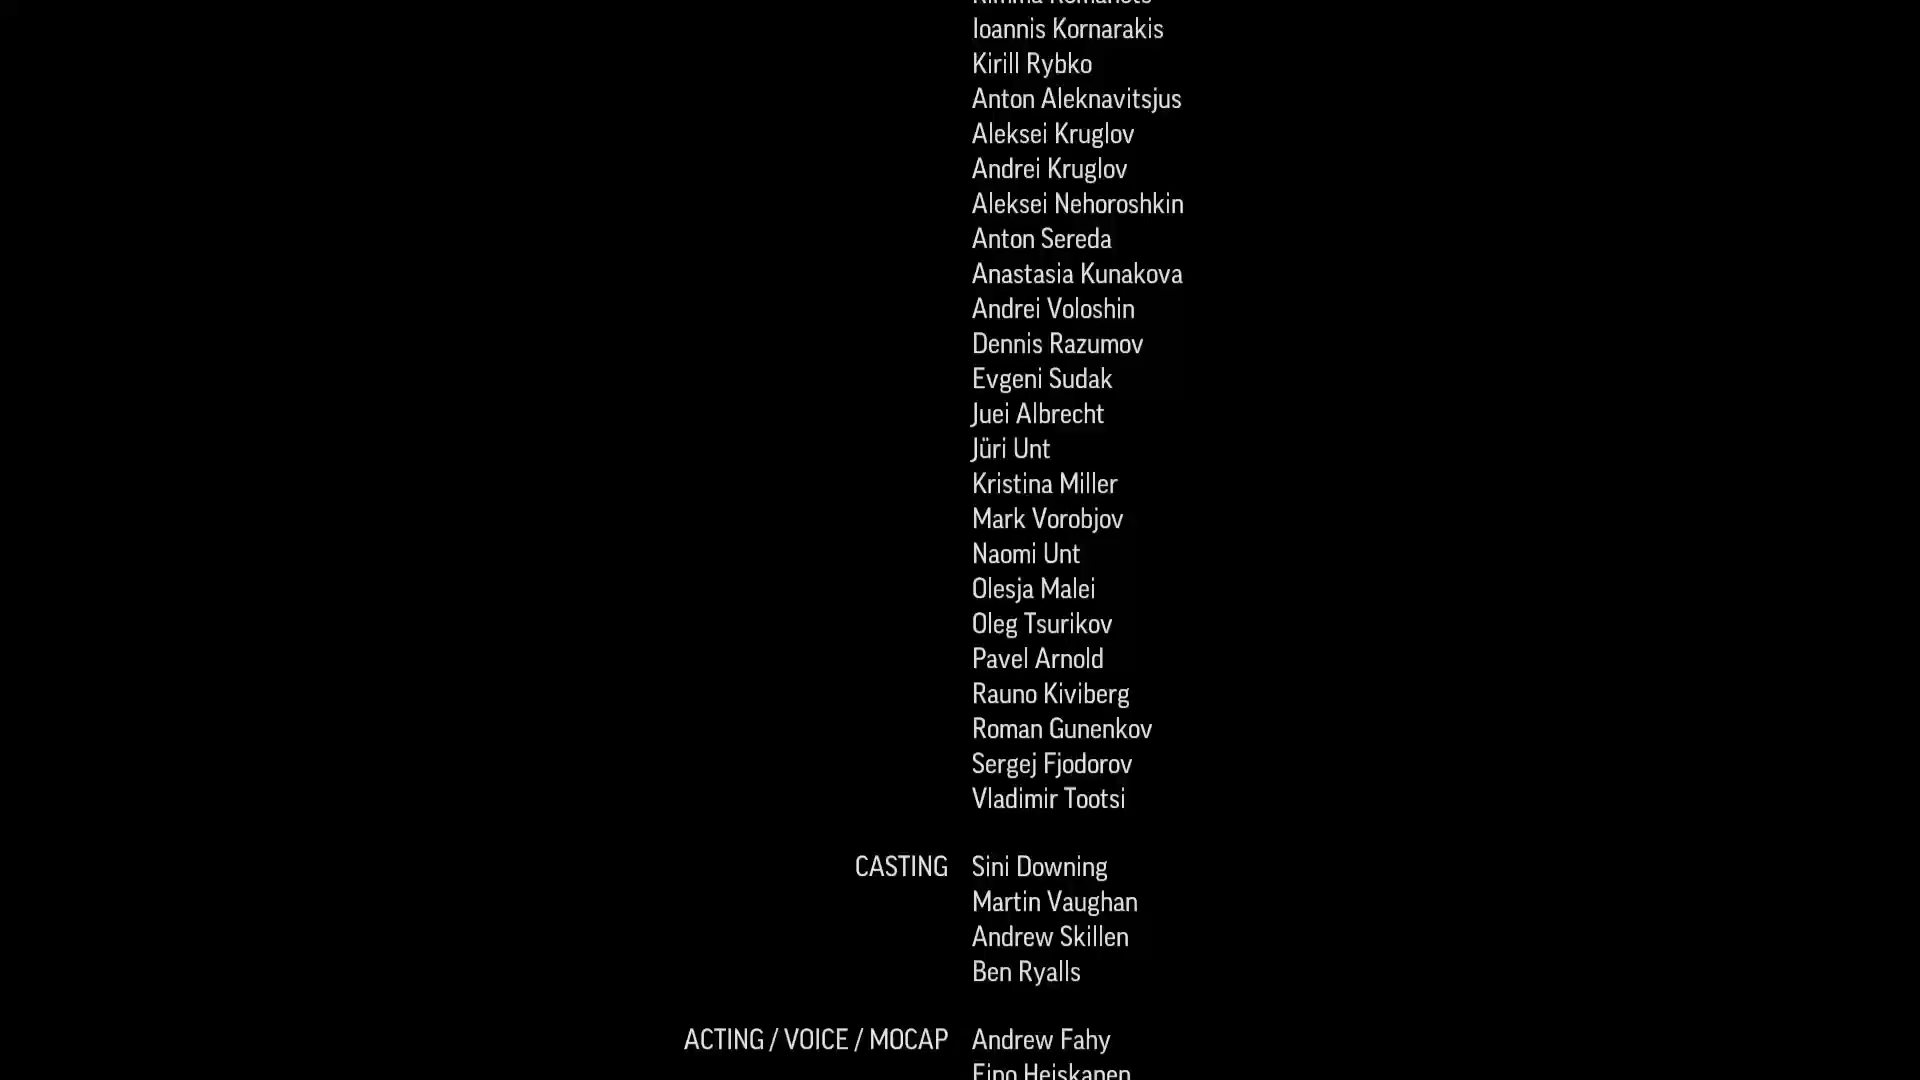 Ioannis Kornarakis
Kirill Rybko
Anton Aleknavitsjus
Aleksei Kruglov
Andrei Kruglov
Aleksei Nehoroshkin
Anton Sereda
Anastasia Kunakova
Andrei Voloshin
Dennis Razumov
Evgeni Sudak
Juei Albrecht
Jüri Unt
Kristina Miller
Mark Vorobjov
Naomi Unt
Olesja Malei
Oleg Tsurikov
Pavel Arnold
Rauno Kiviberg
Roman Gunenkov
Sergej Fjodorov
Vladimir Tootsi
CASTING Sini Downing
Martin Vaughan
Andrew Skillen
Ben Ryalls
ACTING / VOICE / MOCAP Andrew Fahy
Eino Heiskanen